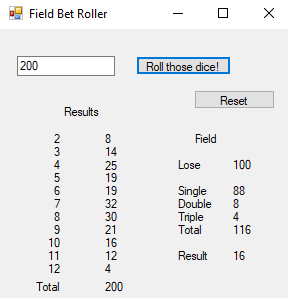 Field Bet Roller
200 Roll those dice!
Reset
Results
2 8 Field
3 14
4 25 Lose 100
5 19
6 19 Single 88
7 32 Double 8
8 30 Triple 4
9 21 Total 116
10 16
11 12 Result 16
12 4
Total 200